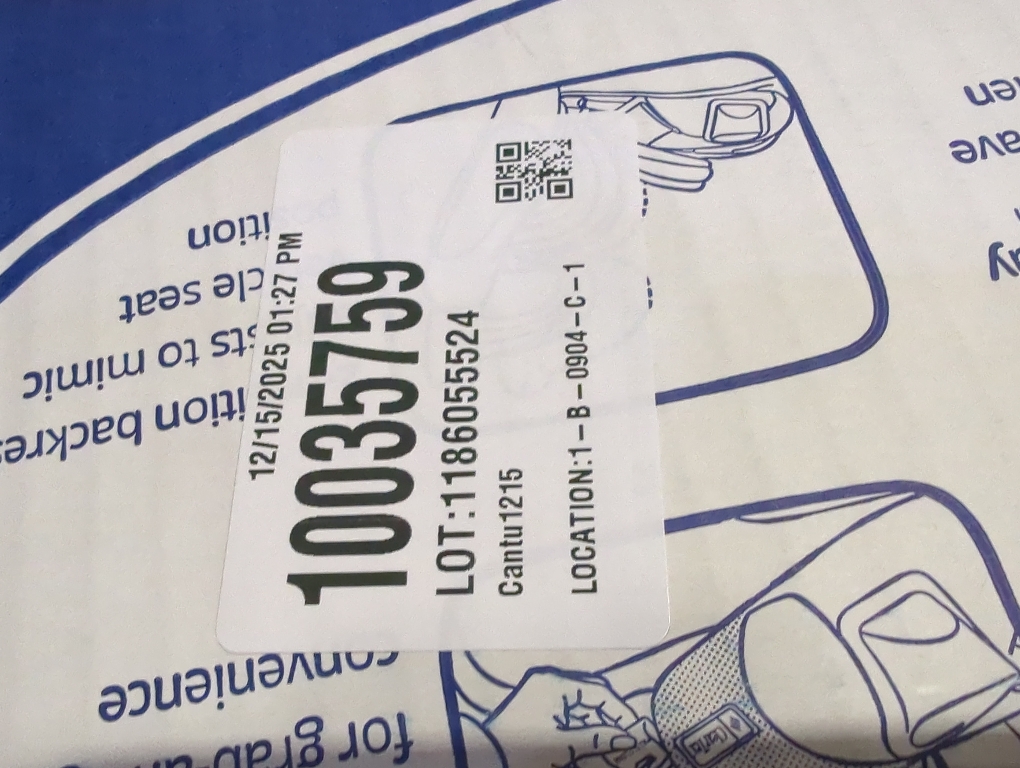 12/15/2025 01:27 PM
10035759
LOT:1186055524
Cantu1215
LOCATION:1-B-0904-C-1
ition backres
sts to mimic
cle seat
ition
for grab
convenience